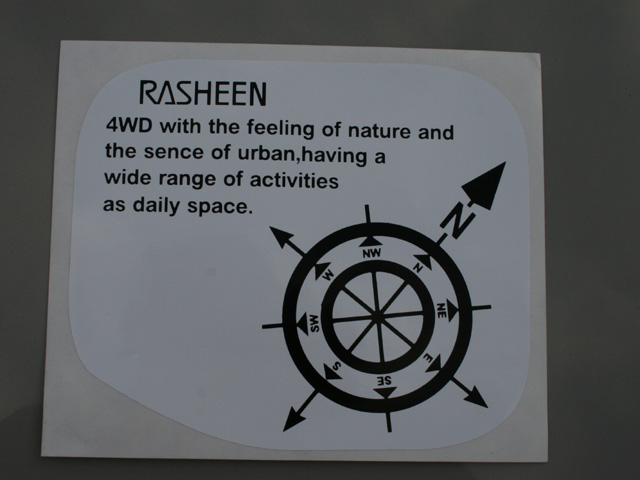 RASHEEN
4WD with the feeling of nature and
the sence of urban,having a
wide range of activities
as daily space.
N
NW
W
N
SW
NE
S
E
SE